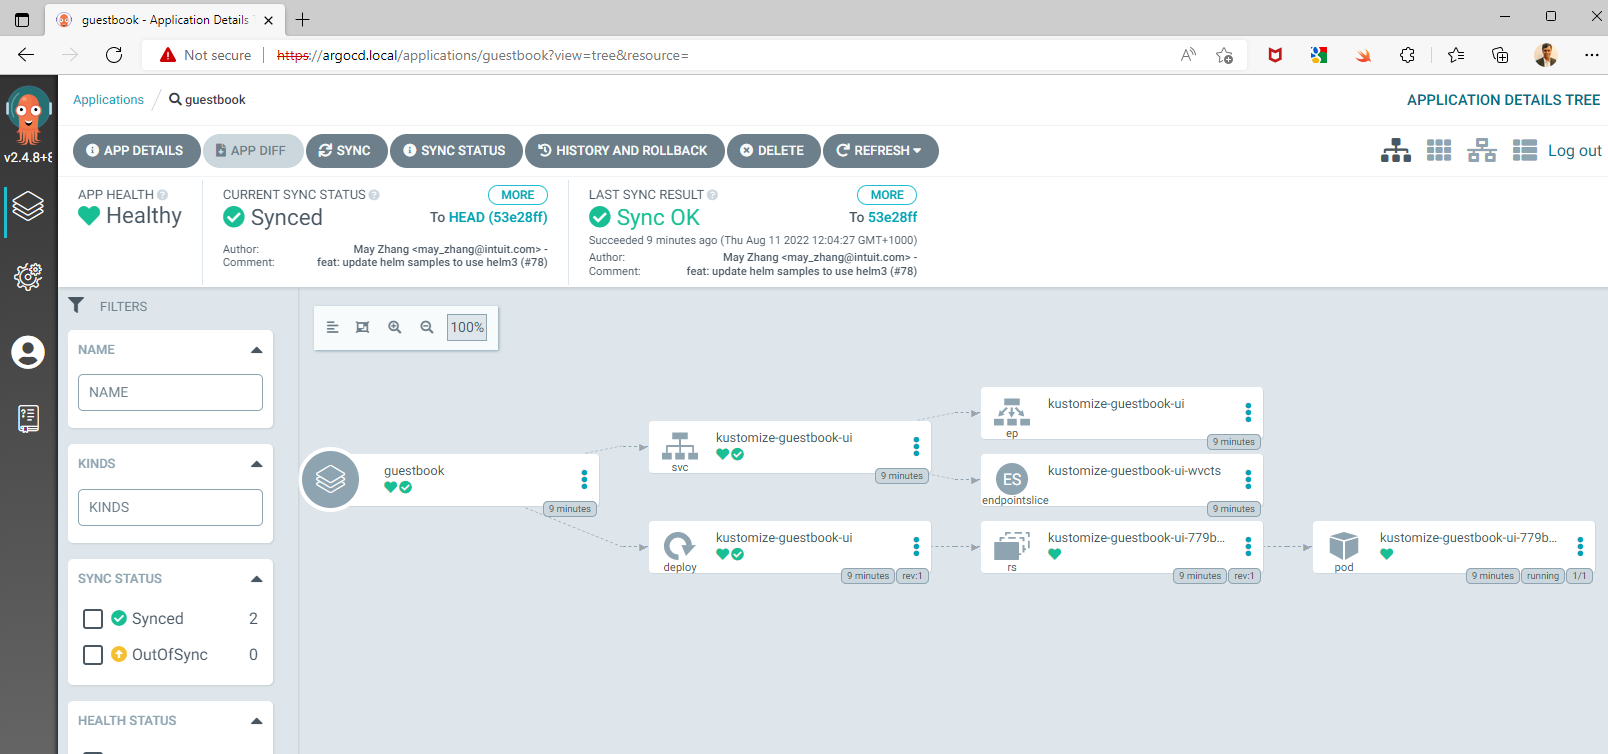 guestbook - Application Details
Not secure
https://argocd.local/applications/guestbook?view=tree&resource=
v2.4.8+8
Applications / guestbook
APPLICATION DETAILS TREE
APP DETAILS
APP DIFF
SYNC
SYNC STATUS
HISTORY AND ROLLBACK
DELETE
REFRESH
Log out
APP HEALTH
Healthy
CURRENT SYNC STATUS
MORE
Synced
To HEAD (53e28ff)
Author: May Zhang <may_zhang@intuit.com> -
Comment: feat: update helm samples to use helm3 (#78)
LAST SYNC RESULT
MORE
Sync OK
To 53e28ff
Succeeded 9 minutes ago (Thu Aug 11 2022 12:04:27 GMT+1000)
Author: May Zhang <may_zhang@intuit.com> -
Comment: feat: update helm samples to use helm3 (#78)
FILTERS
NAME
NAME
KINDS
KINDS
SYNC STATUS
Synced 2
OutOfSync 0
HEALTH STATUS
100%
guestbook
9 minutes
kustomize-guestbook-ui
svc
9 minutes
kustomize-guestbook-ui
deploy
9 minutes
rev:1
kustomize-guestbook-ui
ep
9 minutes
ES
kustomize-guestbook-ui-wvcts
endpointslice
9 minutes
kustomize-guestbook-ui-779b...
rs
9 minutes
rev:1
kustomize-guestbook-ui-779b...
pod
9 minutes
running
1/1